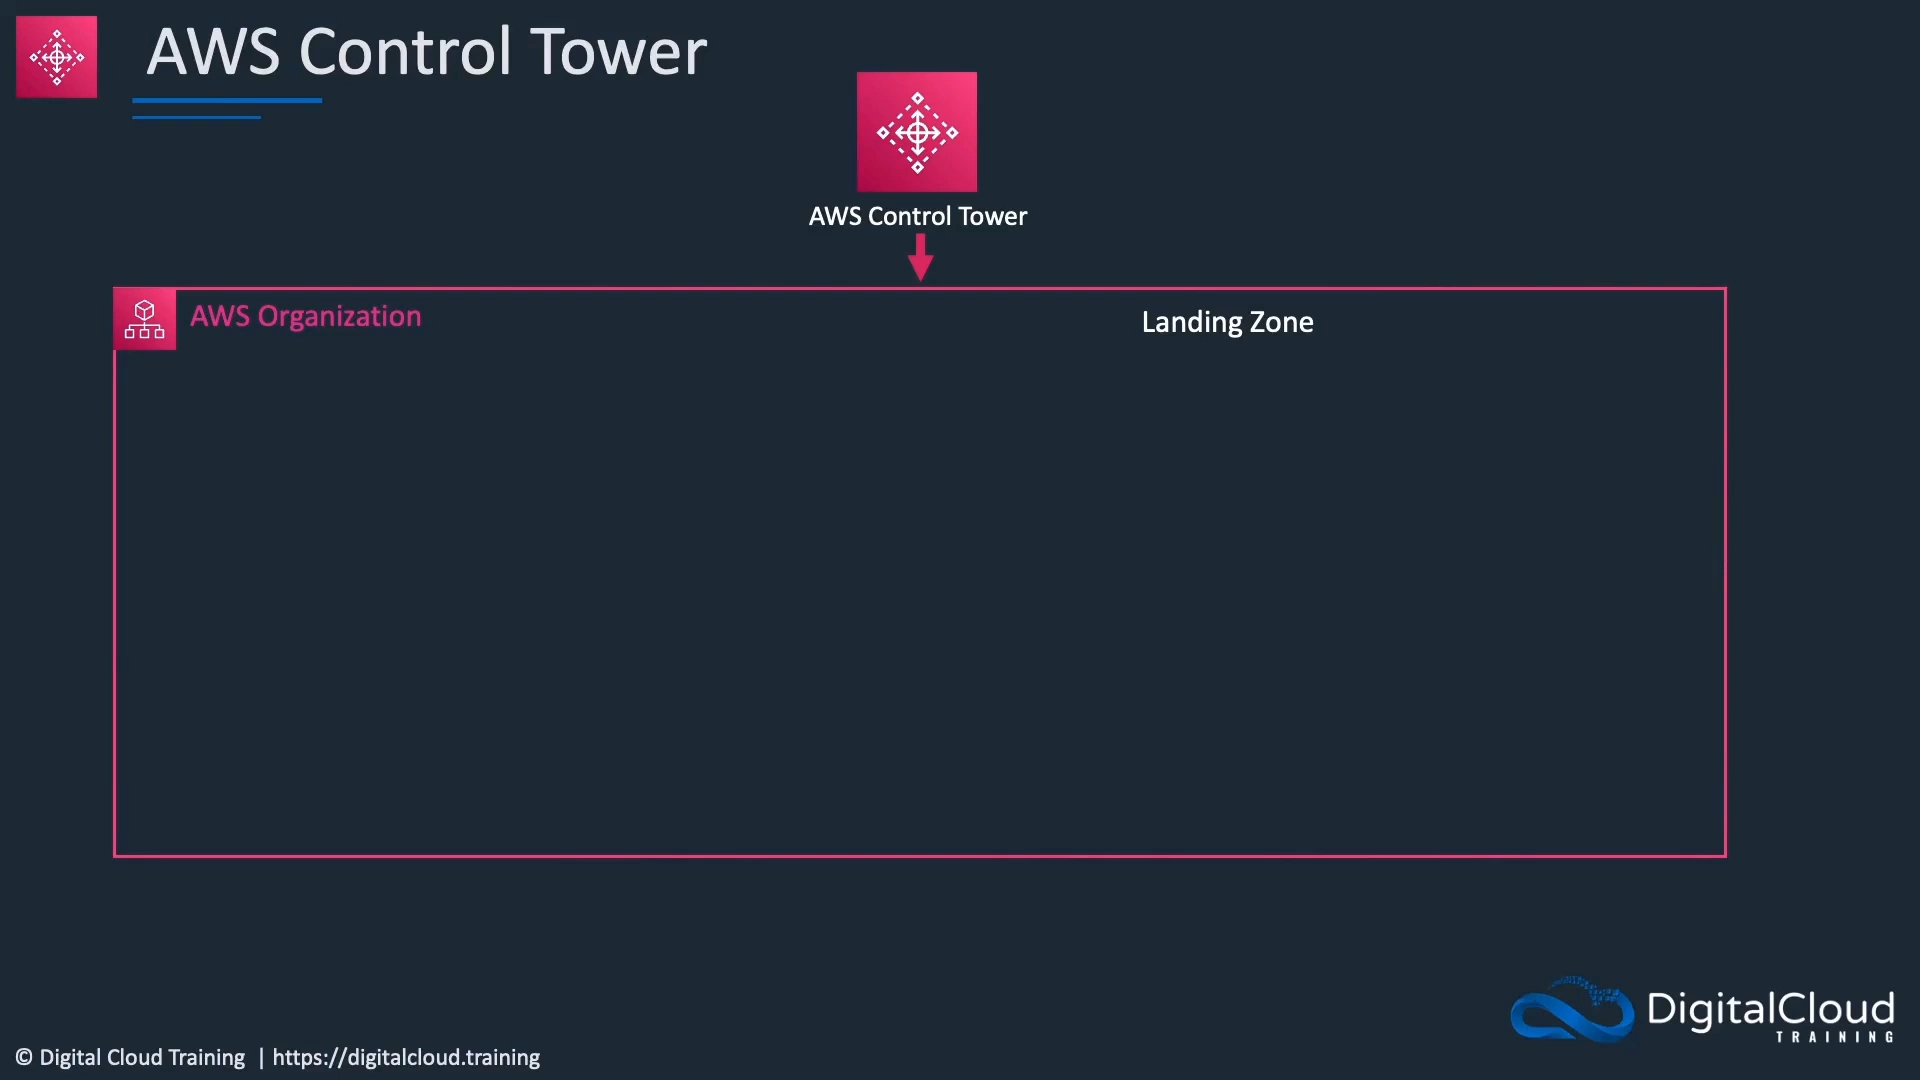 AWS Control Tower
AWS Control Tower
AWS Organization
Landing Zone
DigitalCloud
TRAINING
© Digital Cloud Training | https://digitalcloud.training